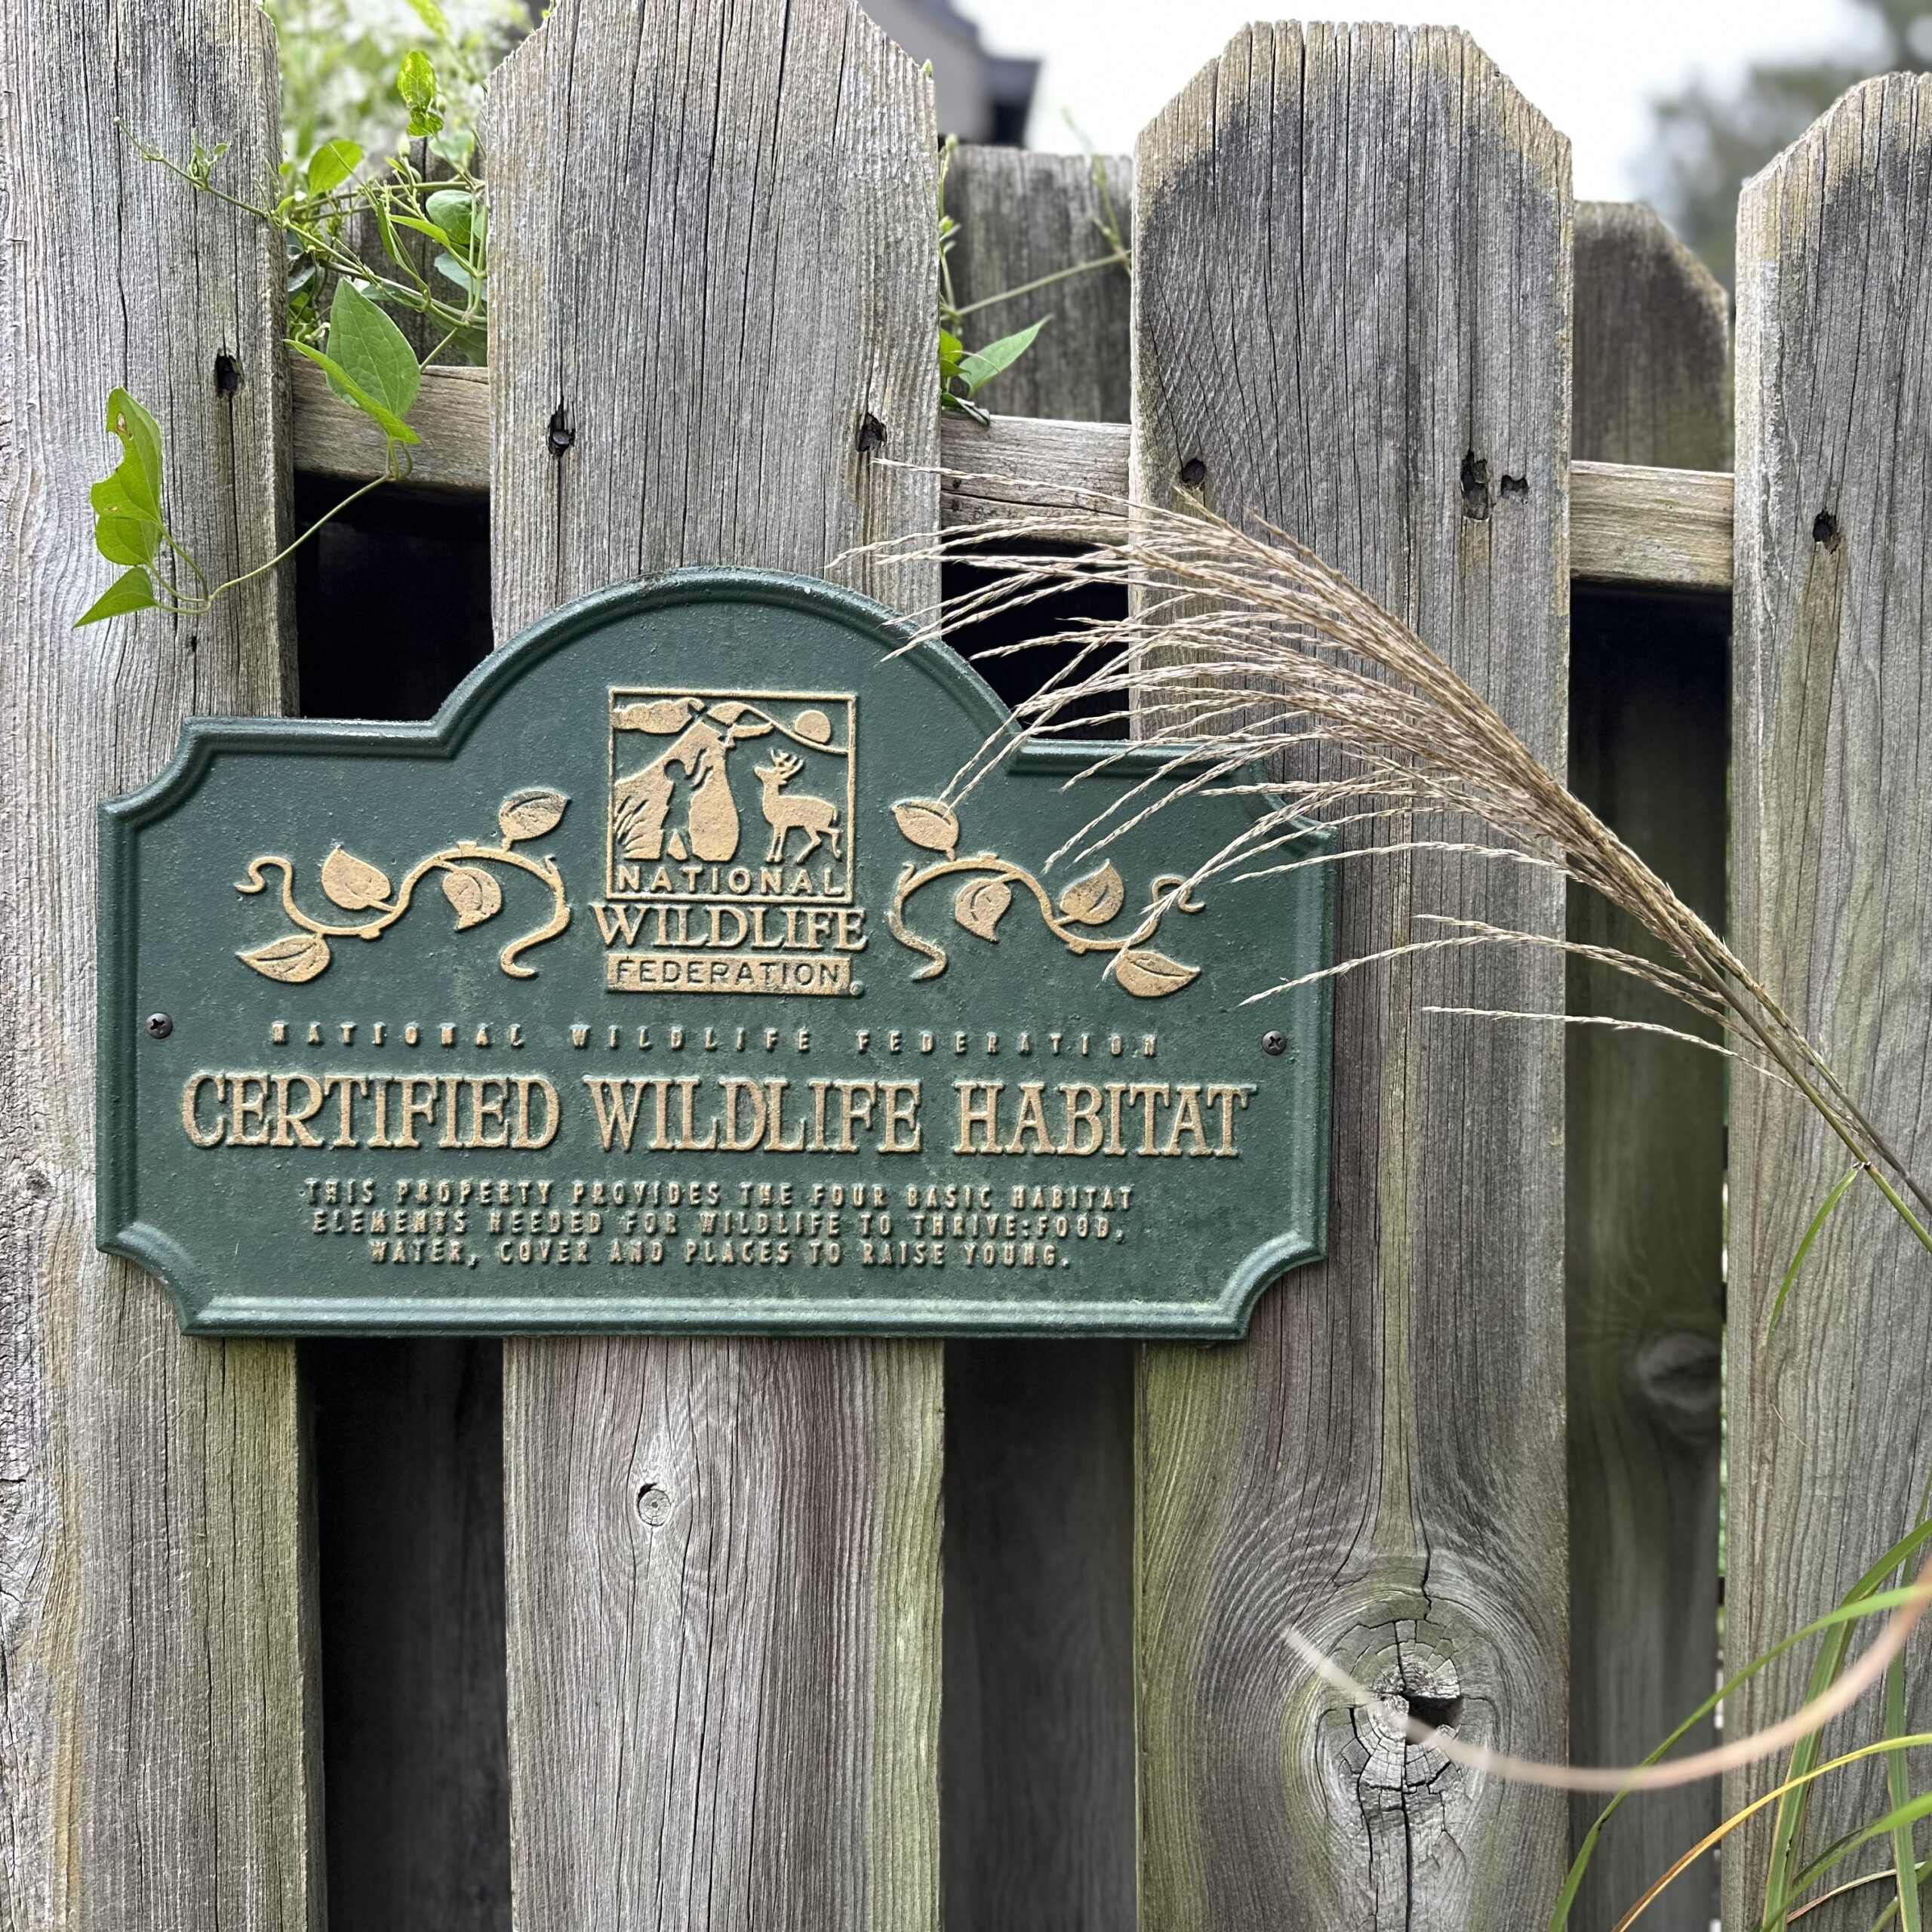 NATIONAL
WILDLIFE
FEDERATION®
NATIONAL WILDLIFE FEDERATION
CERTIFIED WILDLIFE HABITAT
THIS PROPERTY PROVIDES THE FOUR BASIC HABITAT
ELEMENTS NEEDED FOR WILDLIFE TO THRIVE:FOOD,
WATER, COVER AND PLACES TO RAISE YOUNG.